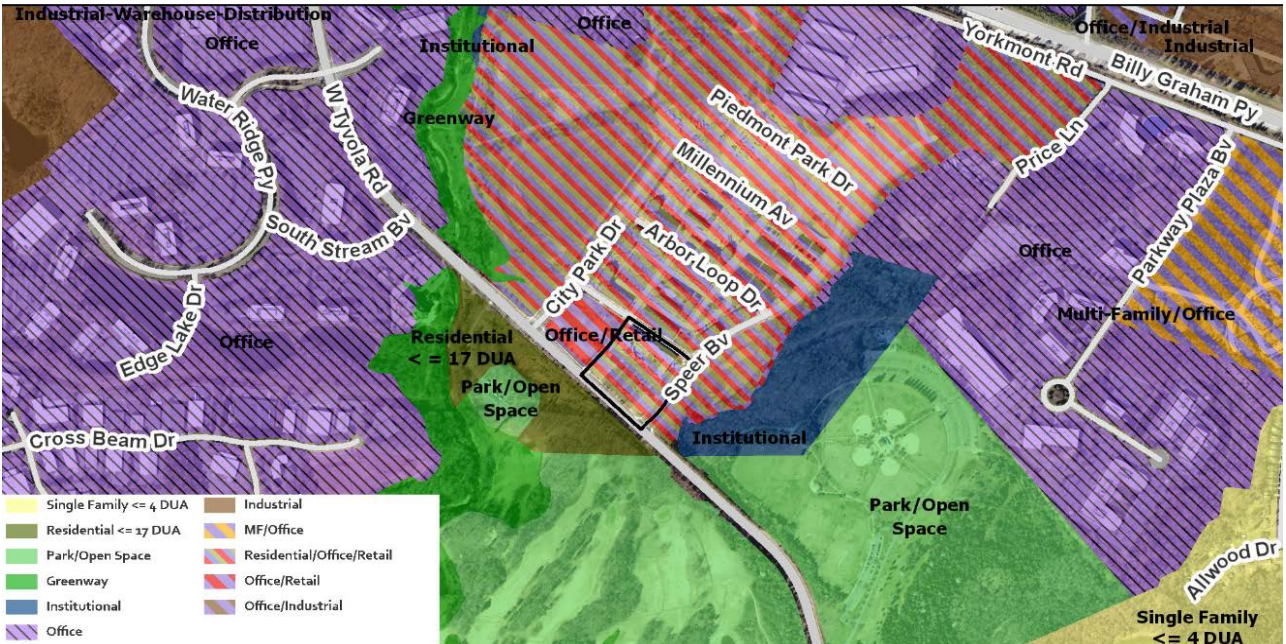 Industrial-Warehouse-Distribution
Office
Institutional
Office
Office/Industrial
Industrial
Yorkmont Rd
Billy Graham Py
Water Ridge Py
W Tyvola Rd
Greenway
Piedmont Park Dr
Millennium Av
Price Ln
Parkway Plaza Bv
South Stream Bv
City Park Dr
Arbor Loop Dr
Office
Edge Lake Dr
Office
Residential
<= 17 DUA
Office/Retail
Speer Bv
Multi-Family/Office
Park/Open
Space
Cross Beam Dr
Institutional
Park/Open
Space
Allwood Dr
Single Family
<= 4 DUA
Single Family <= 4 DUA
Residential <= 17 DUA
Park/Open Space
Greenway
Institutional
Office
Industrial
MF/Office
Residential/Office/Retail
Office/Retail
Office/Industrial